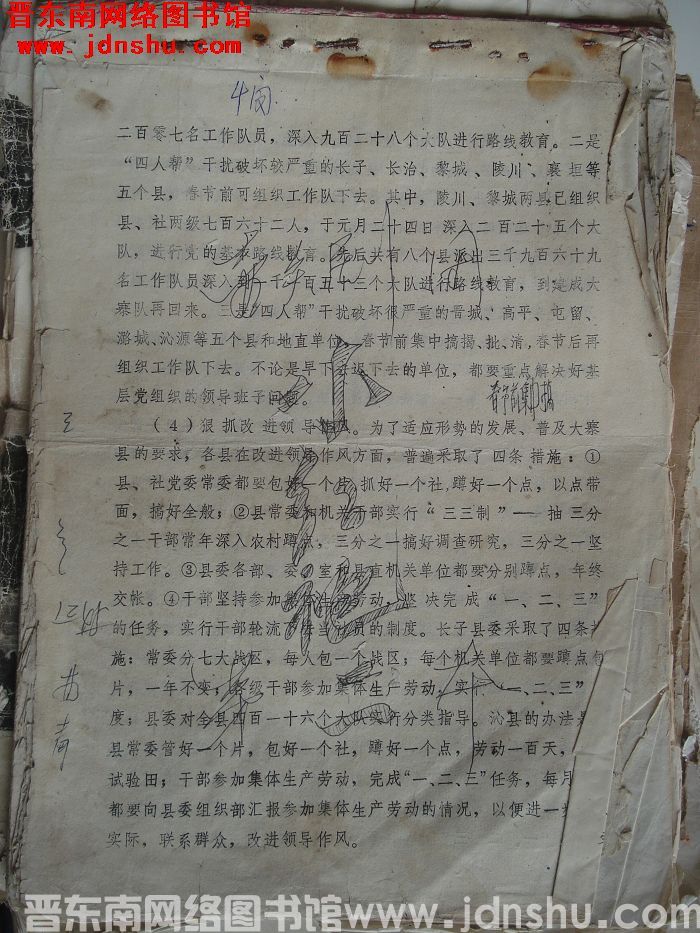 晋东南网络图书馆
www.jdnshu.com
二百零七名工作队员，深入九百二十八个大队进行路线教育。二是
“四人帮”干扰破坏较严重的长子、长治、黎城、陵川、襄垣等
五个县，春节前可组织工作队下去。其中，陵川、黎城两县已组织
县、社两级七百六十二人，于元月二十四日深入二百二十五个大
队，进行党的基本路线教育。先后共有八个县派出三千九百六十九
名工作队员深入到一千一百五十三个大队进行路线教育，到建成大
寨队再回来。三是“四人帮”干扰破坏很严重的晋城、高平、屯留、
潞城、沁源等五个县和地直单位，春节前集中搞揭、批、清，春节后再
组织工作队下去。不论是早下去迟下去的单位，都要重点解决好基
层党组织的领导班子问题。
（4）狠抓改进领导作风。为了适应形势的发展、普及大寨
县的要求，各县在改进领导作风方面，普遍采取了四条措施：①
县、社党委常委都要包好一个片，抓好一个社，蹲好一个点，以点带
面，搞好全般；②县常委和机关干部实行“三三制”——抽三分
之一干部常年深入农村蹲点，三分之一搞好调查研究，三分之一坚
持工作。③县委各部、委、室和县直机关单位都要分别蹲点，年终
交帐。④干部坚持参加集体生产劳动，坚决完成“一、二、三”
的任务，实行干部轮流回队当社员的制度。长子县委采取了四条措
施：常委分七大战区，每人包一个战区；每个机关单位都要蹲点包
片，一年不变；各级干部参加集体生产劳动，实行“一、二、三”
度；县委对全县四百一十六个大队实行分类指导。沁县的办法是
县常委管好一个片，包好一个社，蹲好一个点，劳动一百天，
试验田；干部参加集体生产劳动，完成“一、二、三”任务，每月
都要向县委组织部汇报参加集体生产劳动的情况，以便进一
实际，联系群众，改进领导作风。
晋东南网络图书馆www.jdnshu.com